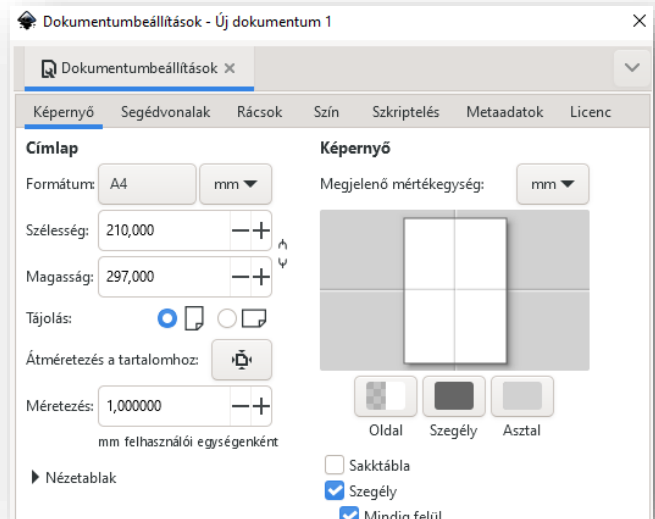 Dokumentumbeállítások - Új dokumentum 1
Dokumentumbeállítások
Képernyő Segédvonalak Rácsok Szín Szkriptelés Metaadatok Licenc
Címlap
Formátum: A4 mm
Szélesség: 210,000
Magasság: 297,000
Tájolás:
Átméretezés a tartalomhoz:
Méretezés: 1,000000
mm felhasználói egységenként
Nézetablak
Képernyő
Megjelenő mértékegység: mm
Oldal Szegély Asztal
Sakktábla
Szegély
Mindig felül